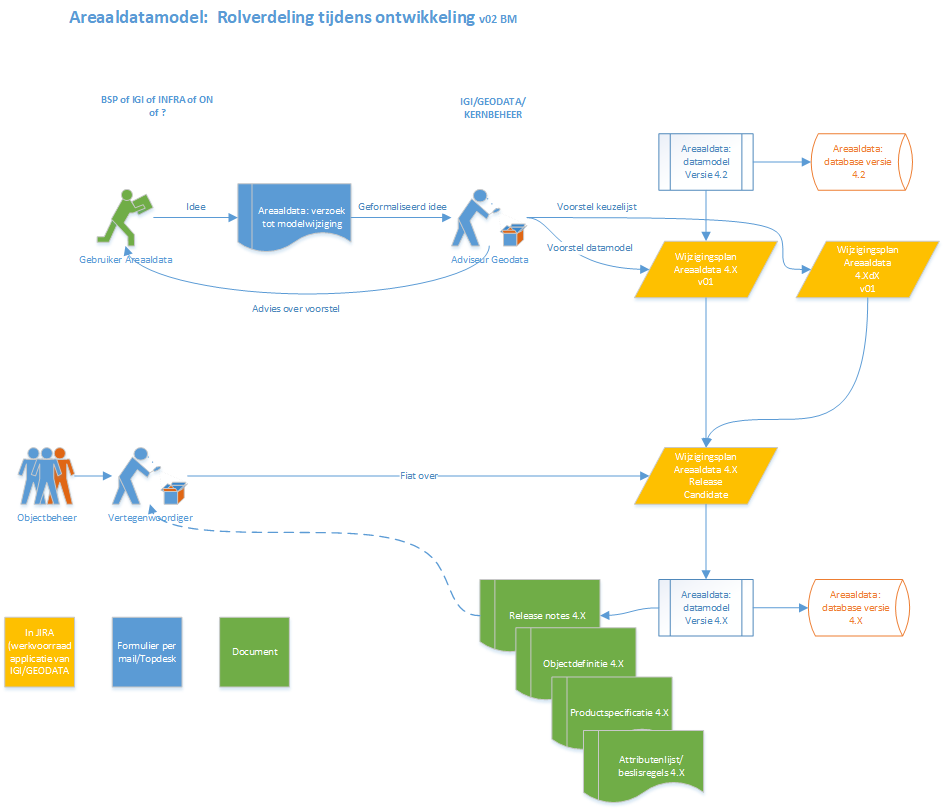 Areaaldatamodel: Rolverdeling tijdens ontwikkeling v02 BM
BSP of IGI of INFRA of ON
of ?
IGI/GEODATA/
KERNBEHEER
Areaaldata:
datamodel
Versie 4.2
Areaaldata:
database versie
4.2
Idee
Areaaldata: verzoek
tot modelwijziging
Geformaliseerd idee
Voorstel keuzelijst
Voorstel datamodel
Gebruiker Areaaldata
Adviseur Geodata
Advies over voorstel
Wijzigingsplan
Areaaldata 4.X
v01
Wijzigingsplan
Areaaldata
4.XdX
v01
Objectbeheer
Vertegenwoordiger
Fiat over
Wijzigingsplan
Areaaldata 4.X
Release
Candidate
Areaaldata:
datamodel
Versie 4.X
Areaaldata:
database versie
4.X
Release notes 4.X
Objectdefinitie 4.X
Productspecificatie 4.X
Attributenlijst/
beslisregels 4.X
In JIRA
(werkvoorraad
applicatie van
IGI/GEODATA
Formulier per
mail/Topdesk
Document